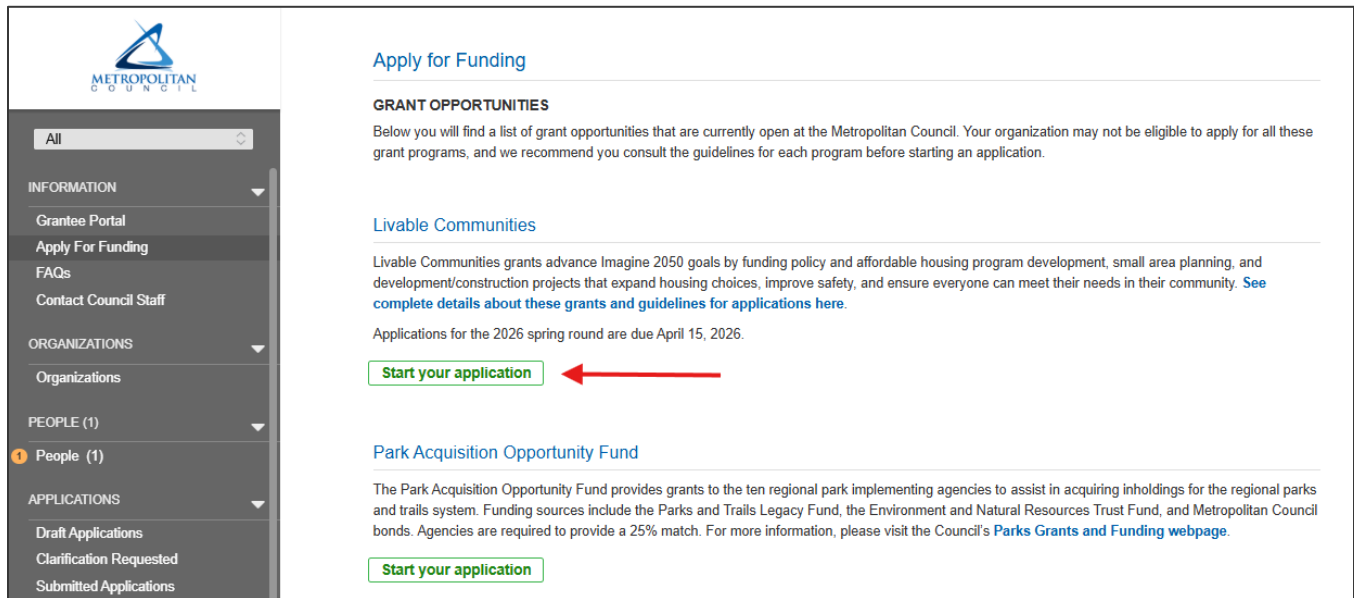 METROPOLITAN
COUNCIL
All
INFORMATION
Grantee Portal
Apply For Funding
FAQs
Contact Council Staff
ORGANIZATIONS
Organizations
PEOPLE (1)
1 People (1)
APPLICATIONS
Draft Applications
Clarification Requested
Submitted Applications
Apply for Funding
GRANT OPPORTUNITIES
Below you will find a list of grant opportunities that are currently open at the Metropolitan Council. Your organization may not be eligible to apply for all these
grant programs, and we recommend you consult the guidelines for each program before starting an application.
Livable Communities
Livable Communities grants advance Imagine 2050 goals by funding policy and affordable housing program development, small area planning, and
development/construction projects that expand housing choices, improve safety, and ensure everyone can meet their needs in their community. See
complete details about these grants and guidelines for applications here.
Applications for the 2026 spring round are due April 15, 2026.
Start your application
Park Acquisition Opportunity Fund
The Park Acquisition Opportunity Fund provides grants to the ten regional park implementing agencies to assist in acquiring inholdings for the regional parks
and trails system. Funding sources include the Parks and Trails Legacy Fund, the Environment and Natural Resources Trust Fund, and Metropolitan Council
bonds. Agencies are required to provide a 25% match. For more information, please visit the Council's Parks Grants and Funding webpage.
Start your application